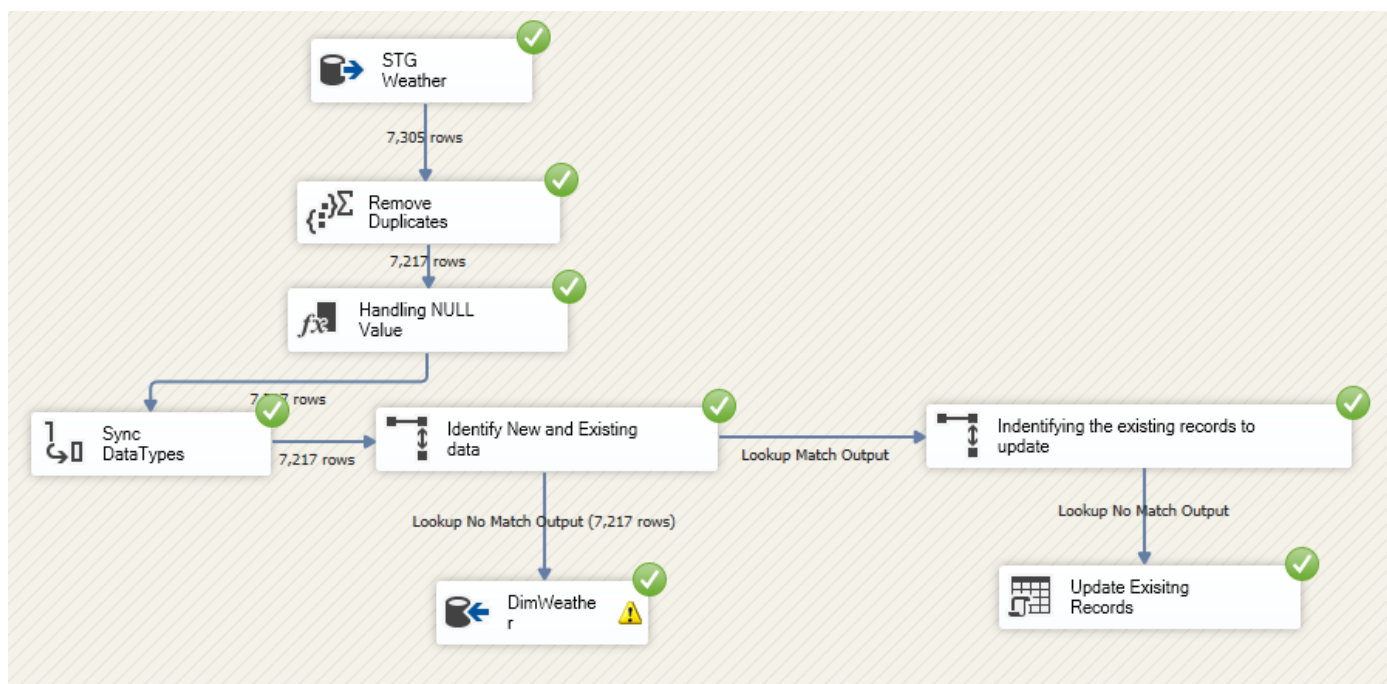 STG
Weather
7,305 rows
Remove
Duplicates
7,217 rows
Handling NULL
Value
rows
Sync
DataTypes
7,217 rows
Identify New and Existing
data
Lookup Match Output
Indentifying the existing records to
update
Lookup No Match Output (7,217 rows)
Lookup No Match Output
DimWeathe
r
Update Exisitng
Records